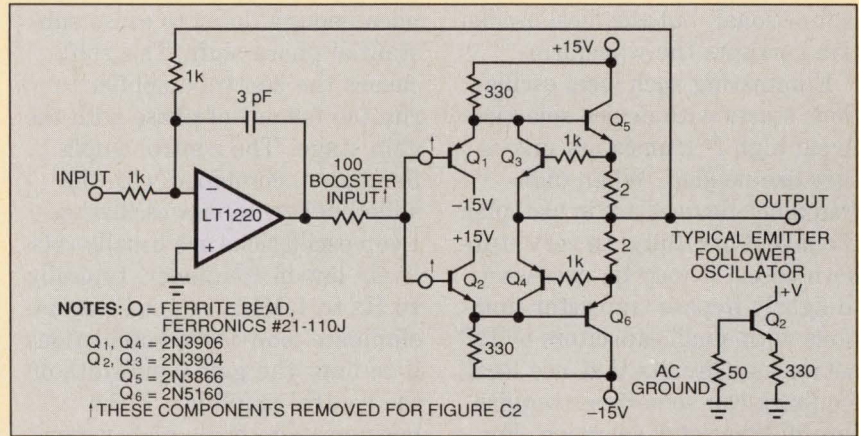 +15V
1k
330
3 pF
Q5
Q1
Q3
1k
INPUT
1k
−
LT1220
+
100
BOOSTER
INPUT↑
↑
−15V
2
OUTPUT
+15V
2
TYPICAL EMITTER
FOLLOWER
OSCILLATOR
↑
Q2
Q4
1k
+V
Q2
Q6
330
AC
GROUND
50
330
−15V
NOTES: O = FERRITE BEAD,
FERRONICS #21-110J
Q1, Q4 = 2N3906
Q2, Q3 = 2N3904
Q5 = 2N3866
Q6 = 2N5160
†THESE COMPONENTS REMOVED FOR FIGURE C2